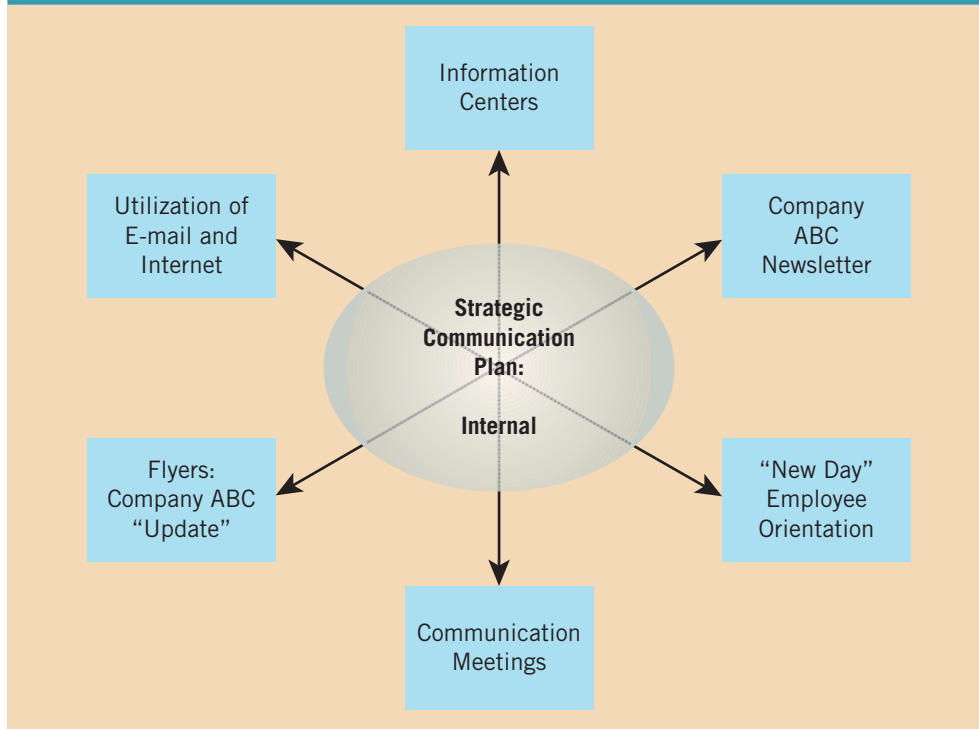 Information
Centers
Utilization of
E-mail and
Internet
Company
ABC
Newsletter
Strategic
Communication
Plan:
Internal
Flyers:
Company ABC
“Update”
“New Day”
Employee
Orientation
Communication
Meetings